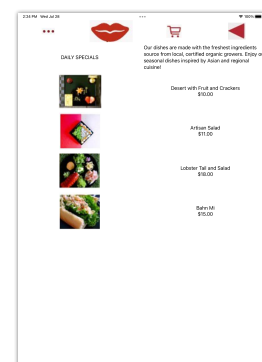 2:34 PM Wed Jul 28
100%
Our dishes are made with the freshest ingredients
source from local, certified organic growers. Enjoy o
seasonal dishes inspired by Asian and regional
cuisine!
DAILY SPECIALS
Desert with Fruit and Crackers
$10.00
Artisan Salad
$11.00
Lobster Tail and Salad
$18.00
Bahn Mi
$15.00